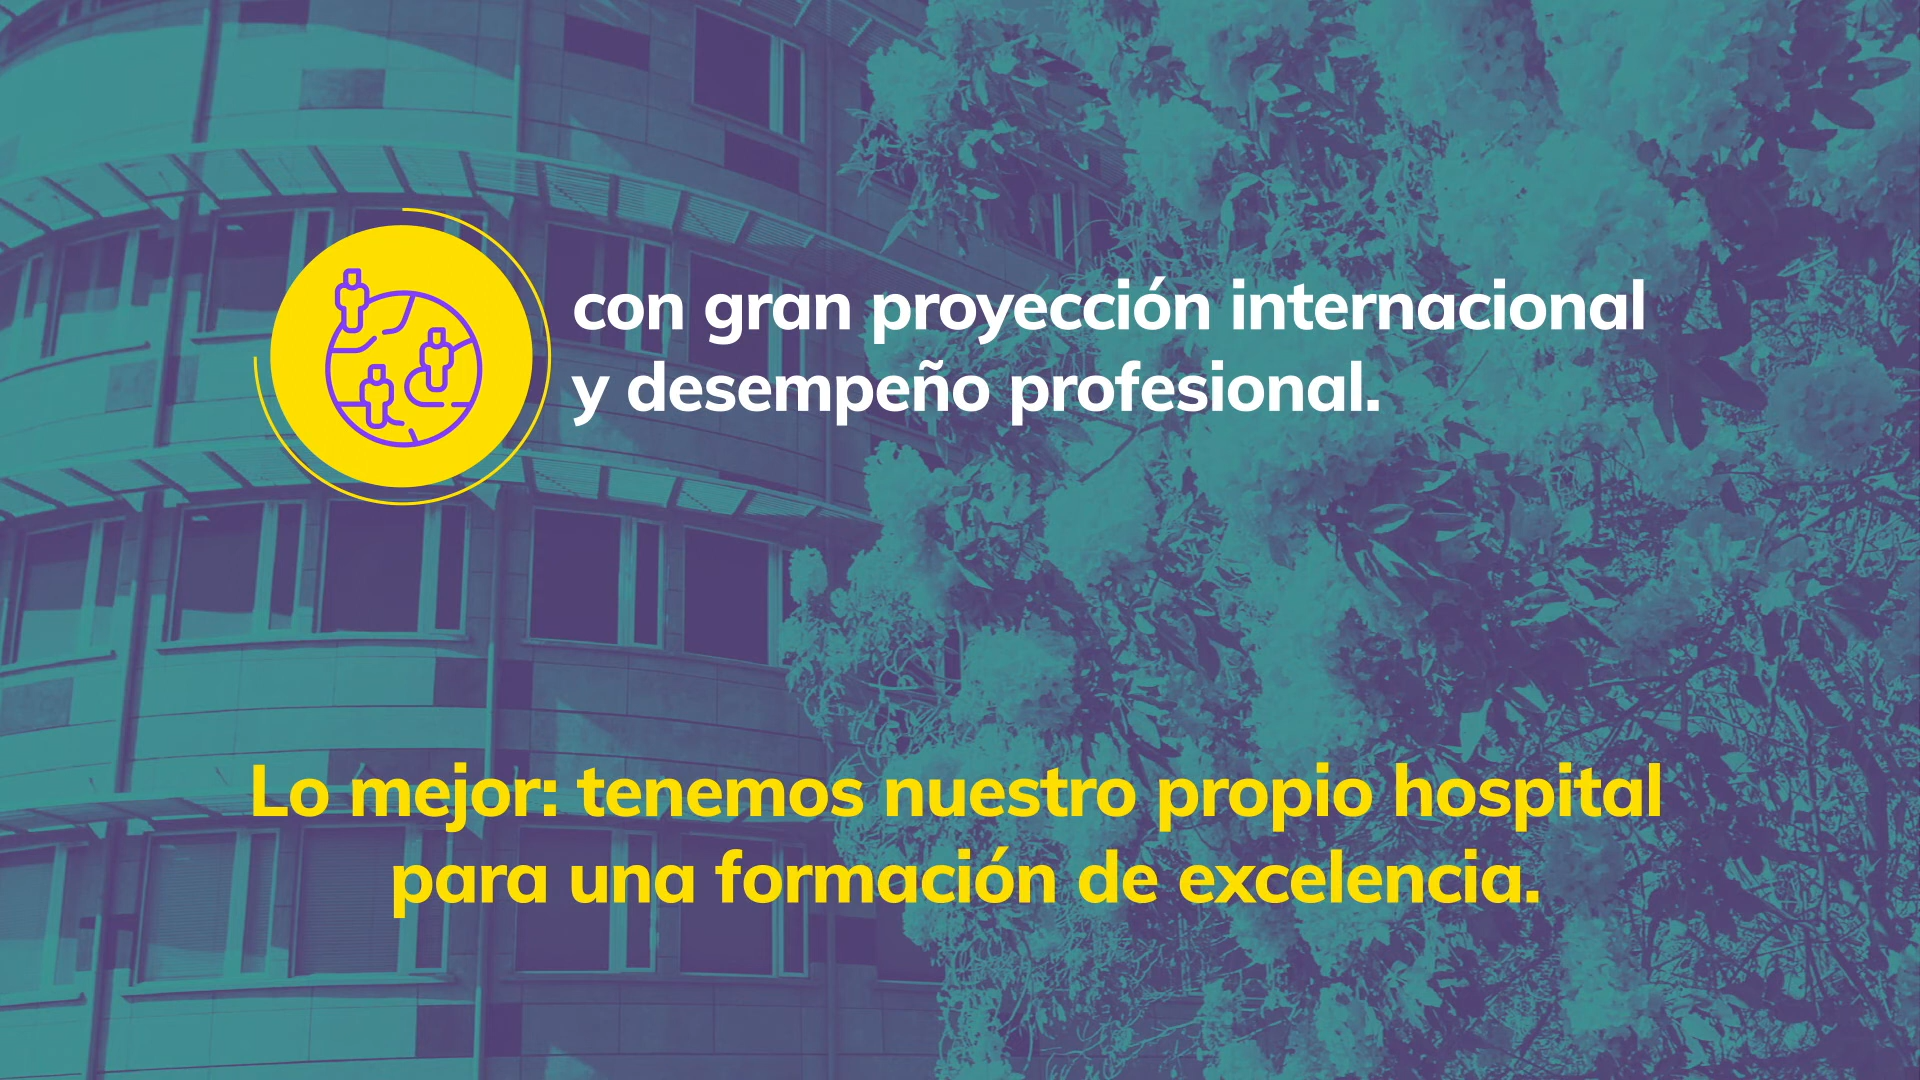 con gran proyección internacional
y desempeño profesional.
Lo mejor: tenemos nuestro propio hospital
para una formación de excelencia.